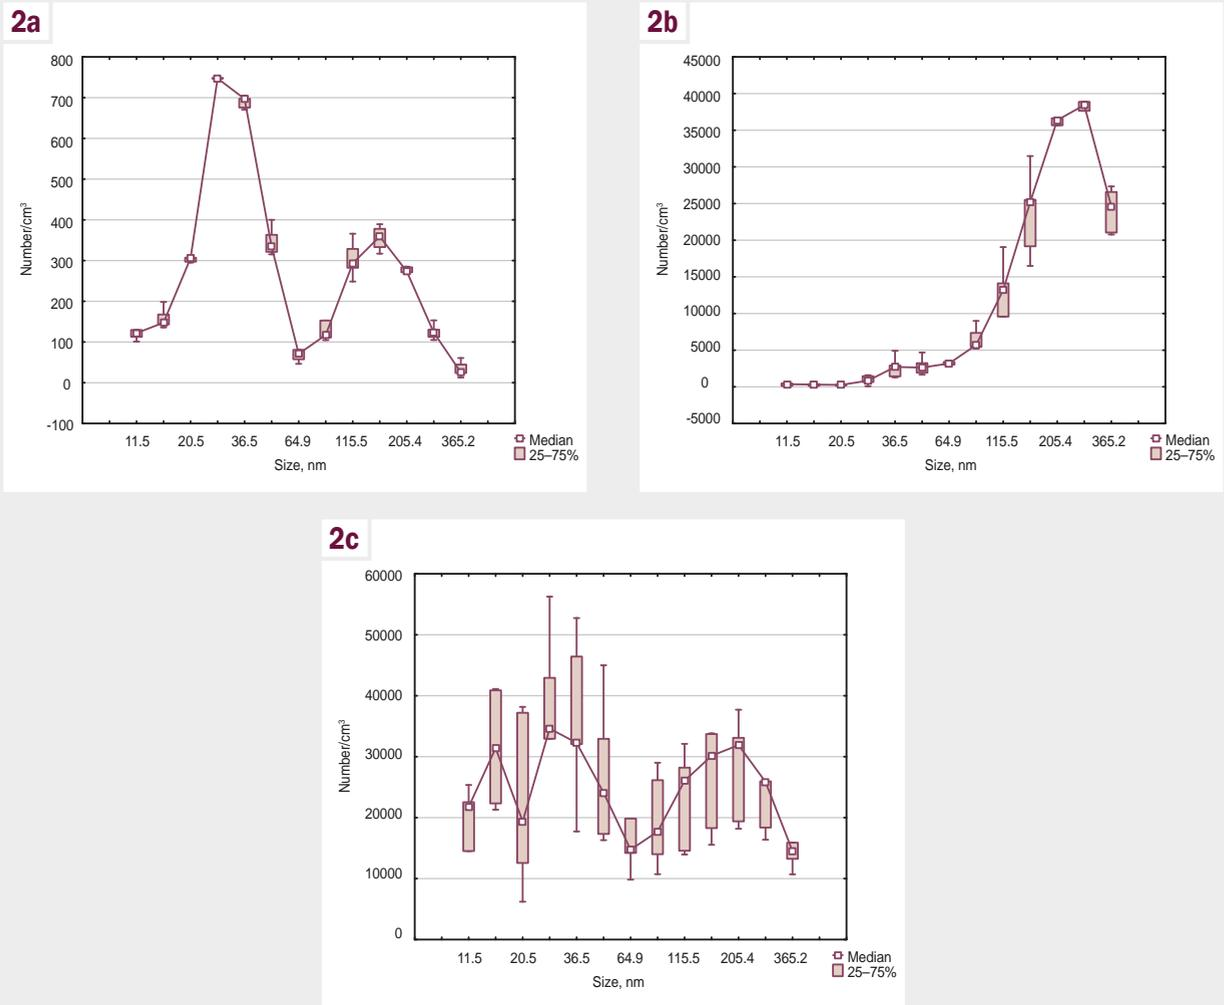 2a
800
700
600
500
400
300
200
100
0
-100
Number/cm³
11.5 20.5 36.5 64.9 115.5 205.4 365.2
Size, nm
Median
25–75%
2b
45000
40000
35000
30000
25000
20000
15000
10000
5000
0
-5000
Number/cm³
11.5 20.5 36.5 64.9 115.5 205.4 365.2
Size, nm
Median
25–75%
2c
60000
50000
40000
30000
20000
10000
0
Number/cm³
11.5 20.5 36.5 64.9 115.5 205.4 365.2
Size, nm
Median
25–75%